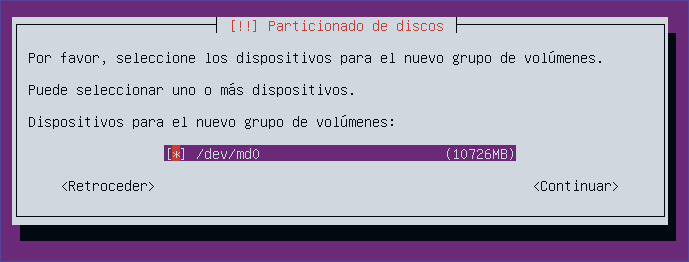 [!!] Particionado de discos
Por favor, seleccione los dispositivos para el nuevo grupo de volúmenes.
Puede seleccionar uno o más dispositivos.
Dispositivos para el nuevo grupo de volúmenes:
[*] /dev/md0 (10726MB)
<Retroceder> <Continuar>